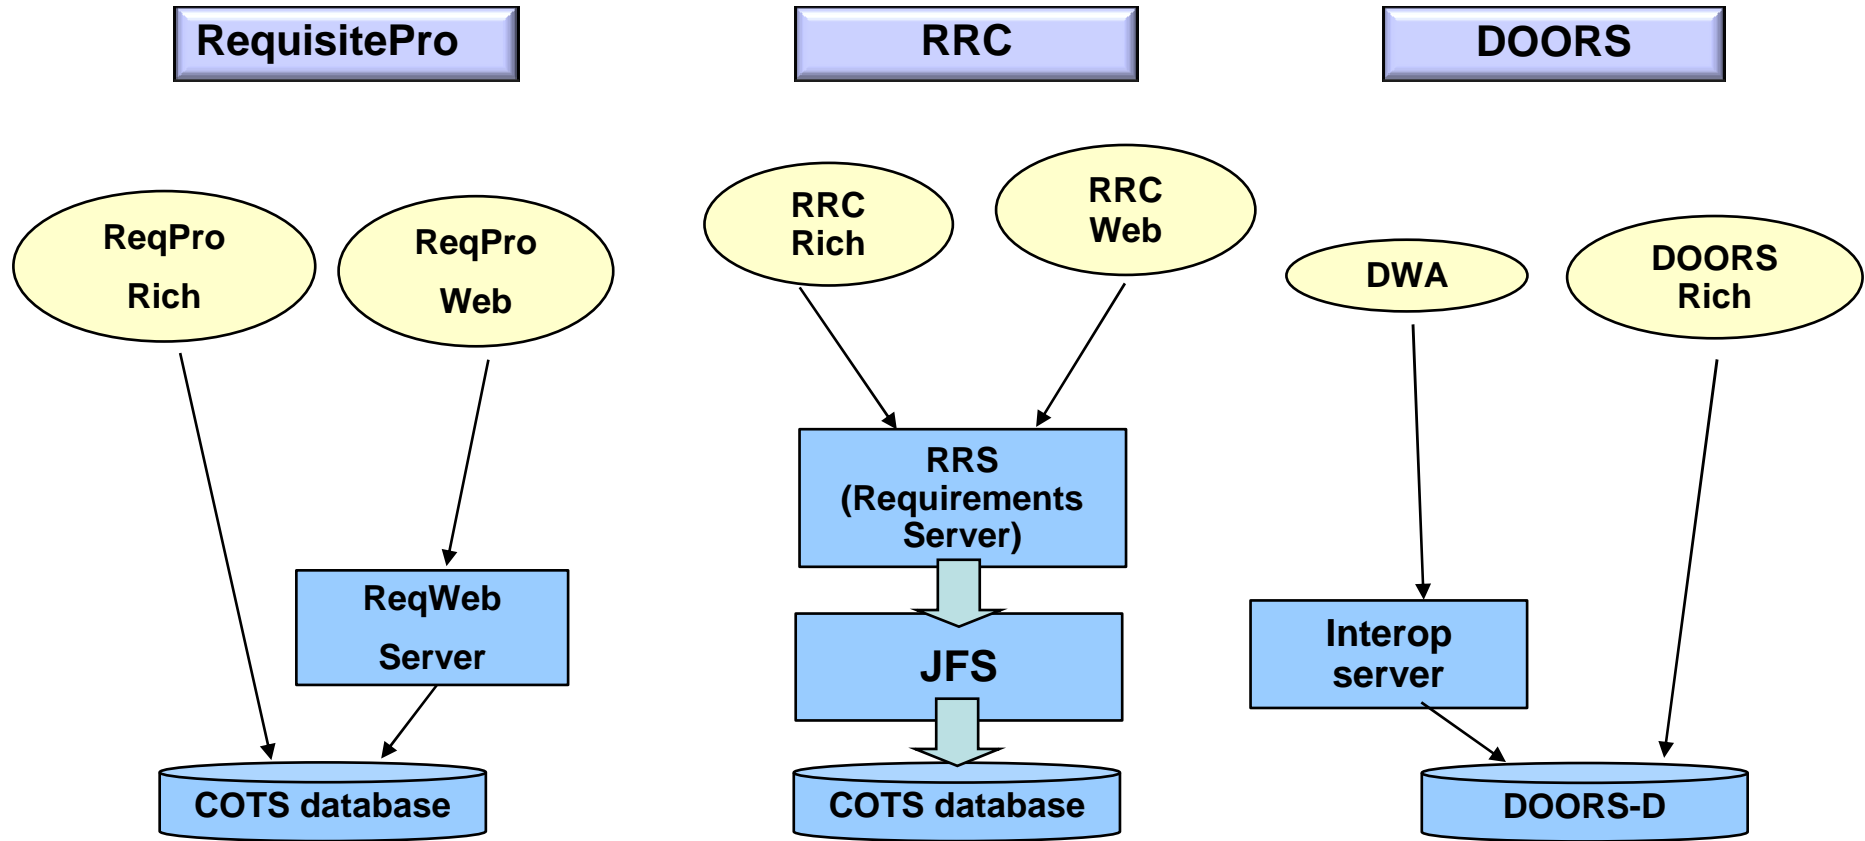 RequisitePro
RRC
DOORS
ReqPro
Rich
ReqPro
Web
RRC
Rich
RRC
Web
DWA
DOORS
Rich
ReqWeb
Server
RRS
(Requirements
Server)
JFS
Interop
server
COTS database
COTS database
DOORS-D